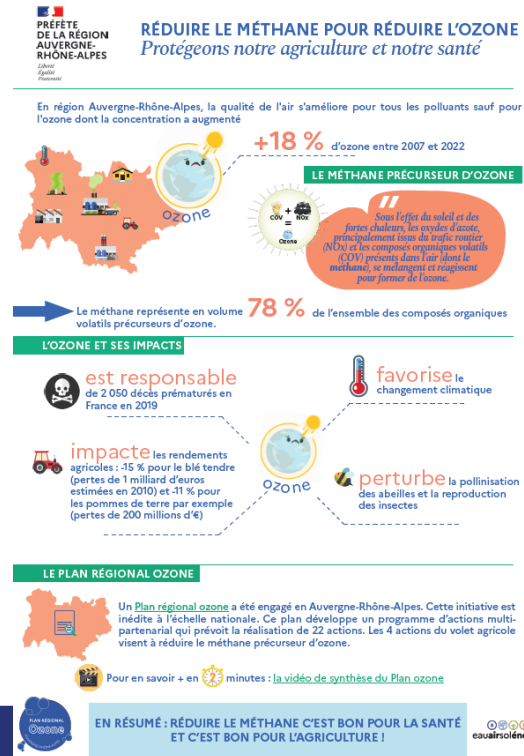 PRÉFÈTE
DE LA RÉGION
AUVERGNE-
RHÔNE-ALPES
Liberté
Égalité
Fraternité
RÉDUIRE LE MÉTHANE POUR RÉDUIRE L'OZONE
Protégeons notre agriculture et notre santé
En région Auvergne-Rhône-Alpes, la qualité de l'air s'améliore pour tous les polluants sauf pour
l'ozone dont la concentration a augmenté
+18 % d'ozone entre 2007 et 2022
ozone
LE MÉTHANE PRÉCURSEUR D'OZONE
COV + NOx
=
Ozone
Sous l'effet du soleil et des
fortes chaleurs, les oxydes d'azote,
principalement issus du trafic routier
(NOx) et les composés organiques volatils
(COV) présents dans l'air (dont le
méthane), se mélangent et réagissent
pour former de l'ozone.
Le méthane représente en volume 78 % de l'ensemble des composés organiques
volatils précurseurs d'ozone.
L'OZONE ET SES IMPACTS
est responsable
de 2 050 décès prématurés en
France en 2019
favorise le
changement climatique
impacte les rendements
agricoles : -15 % pour le blé tendre
(pertes de 1 milliard d'euros
estimées en 2010) et -11 % pour
les pommes de terre par exemple
(pertes de 200 millions d'€)
ozone
perturbe la pollinisation
des abeilles et la reproduction
des insectes
LE PLAN RÉGIONAL OZONE
Un Plan régional ozone a été engagé en Auvergne-Rhône-Alpes. Cette initiative est
inédite à l'échelle nationale. Ce plan développe un programme d'actions multi-
partenarial qui prévoit la réalisation de 22 actions. Les 4 actions du volet agricole
visent à réduire le méthane précurseur d'ozone.
Pour en savoir + en 2 minutes : la vidéo de synthèse du Plan ozone
PLAN RÉGIONAL
Ozone
EN RÉSUMÉ : RÉDUIRE LE MÉTHANE C'EST BON POUR LA SANTÉ
ET C'EST BON POUR L'AGRICULTURE !
eauairsoléne